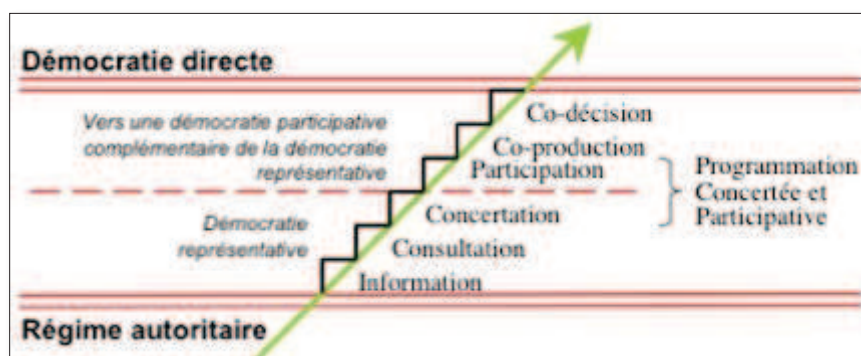 Démocratie directe
Vers une démocratie participative
complémentaire de la démocratie
représentative
Co-décision
Co-production
Participation
Programmation
Concertée et
Participative
Démocratie
représentative
Concertation
Consultation
Information
Régime autoritaire